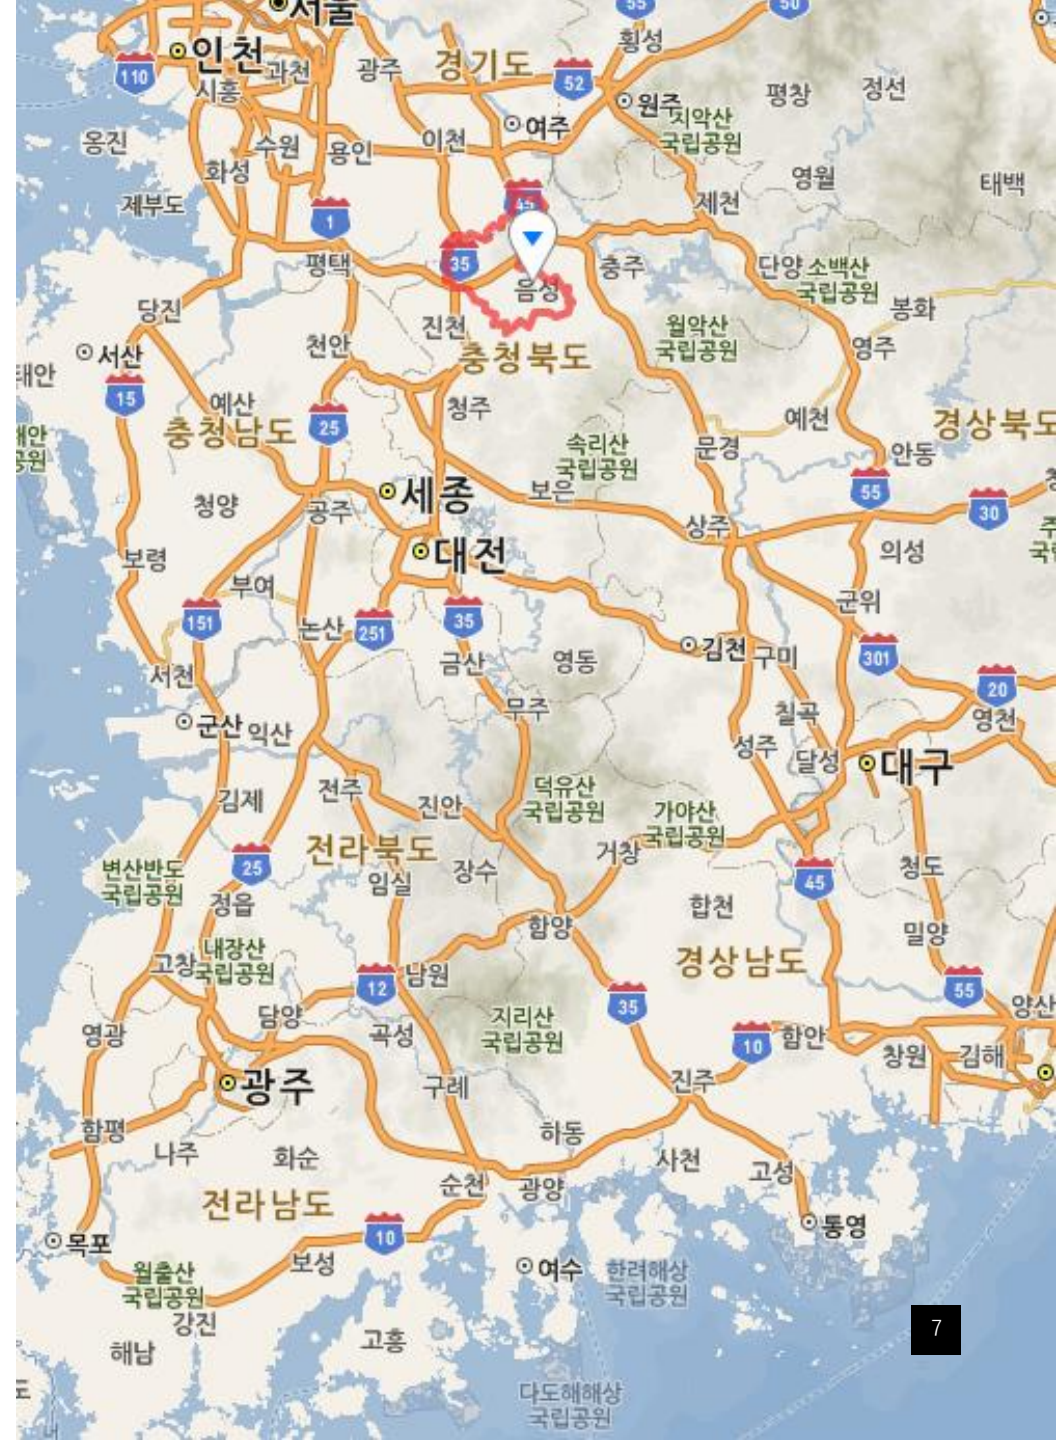 서울
55
50
인천
횡성
경기도
110
과천
광주
52
시흥
원주
평창
정선
여주
치악산
국립공원
옹진
수원
용인
이천
화성
영월
태백
제부도
45
제천
1
평택
35
충주
단양
소백산
국립공원
음성
당진
진천
봉화
천안
월악산
국립공원
영주
서산
충청북도
태안
15
예산
청주
예천
경상북도
충청남도
25
속리산
국립공원
문경
안동
세종
보은
55
청양
공주
상주
30
대전
의성
보령
부여
군위
151
논산
251
35
김천
구미
301
서천
금산
영동
20
군산
익산
무주
칠곡
영천
성주
달성
대구
전주
김제
진안
덕유산
국립공원
가야산
국립공원
전라북도
거창
변산반도
국립공원
25
임실
장수
45
청도
정읍
합천
함양
밀양
내장산
국립공원
고창
경상남도
남원
12
35
55
담양
양산
영광
곡성
지리산
국립공원
10
함안
창원
김해
광주
구례
진주
함평
하동
나주
화순
사천
고성
순천
광양
전라남도
통영
10
목포
보성
여수
한려해상
국립공원
월출산
국립공원
강진
7
해남
고흥
다도해해상
국립공원